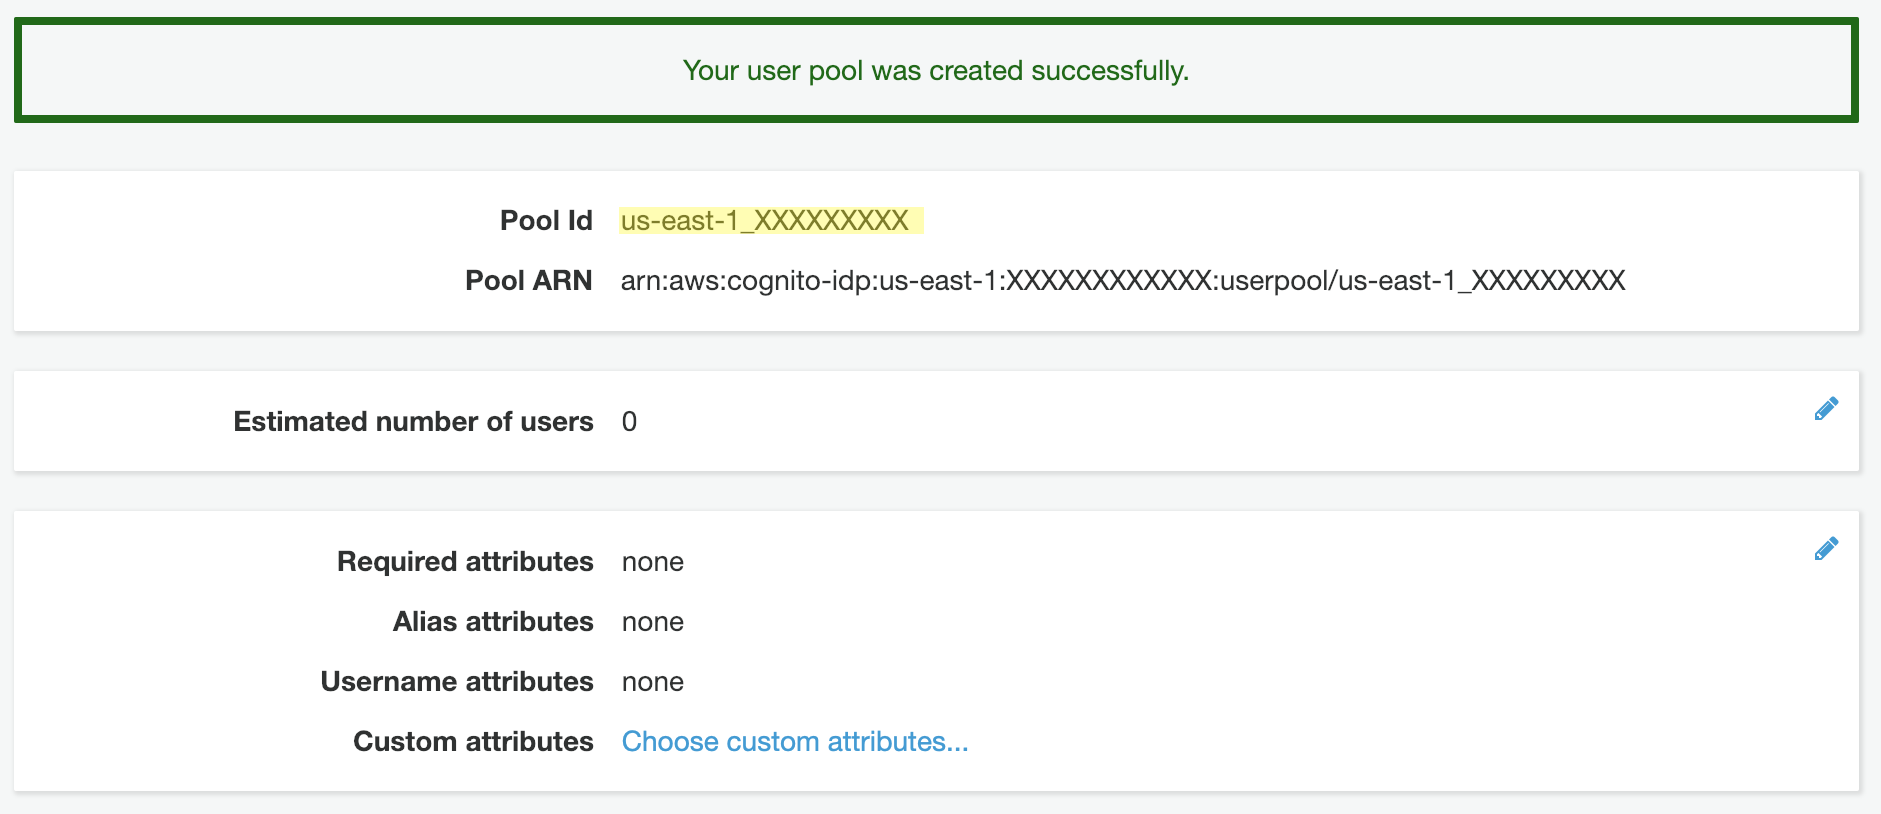 Your user pool was created successfully.
Pool Id us-east-1_XXXXXXXXX
Pool ARN arn:aws:cognito-idp:us-east-1:XXXXXXXXXXXX:userpool/us-east-1_XXXXXXXXX
Estimated number of users 0
Required attributes none
Alias attributes none
Username attributes none
Custom attributes Choose custom attributes...